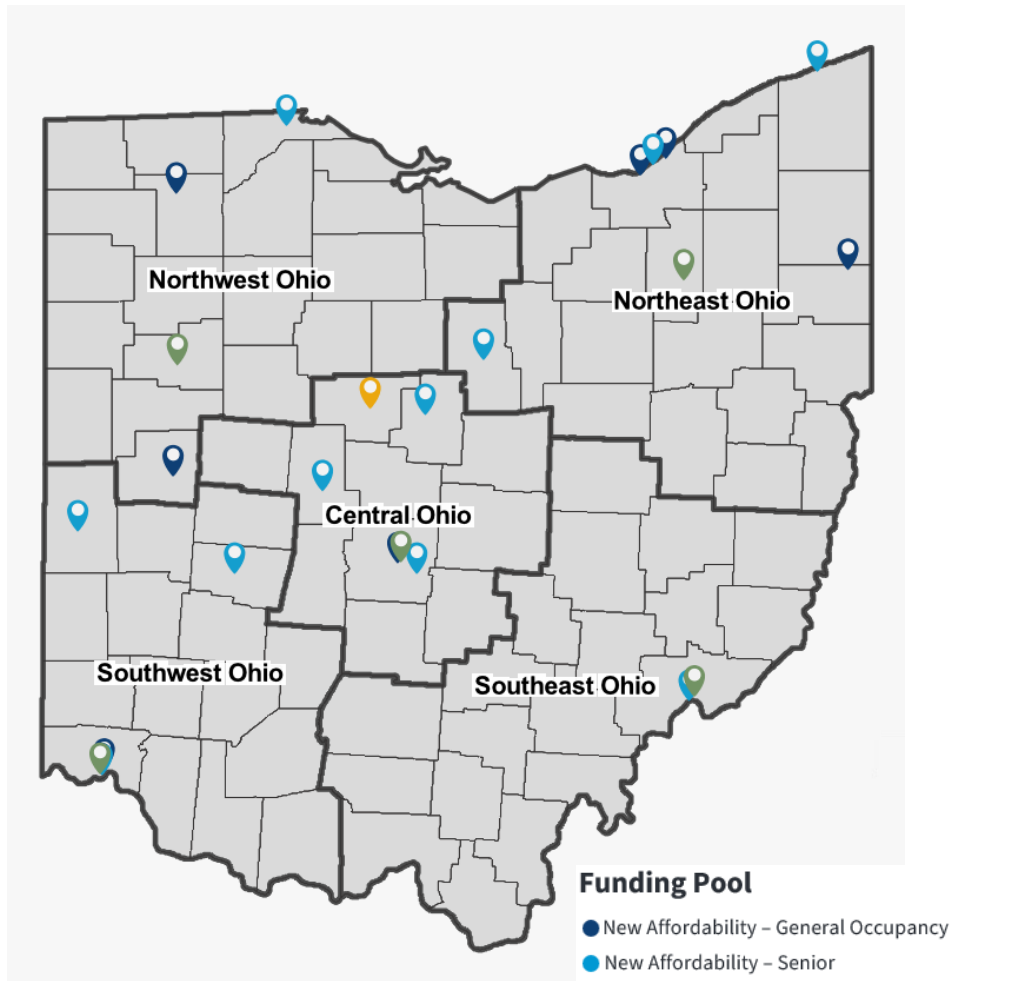 Northwest Ohio
Northeast Ohio
Central Ohio
Southwest Ohio
Southeast Ohio
Funding Pool
New Affordability – General Occupancy
New Affordability – Senior